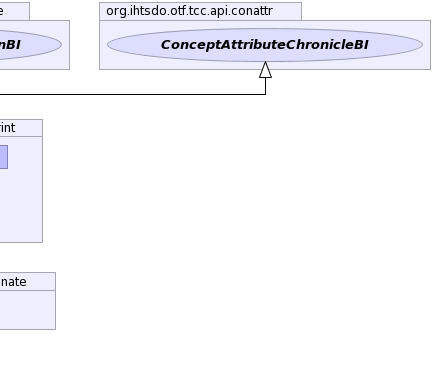 e
org.ihtsdo.otf.tcc.api.conattr
nBI
ConceptAttributeChronicleBI
int
nate